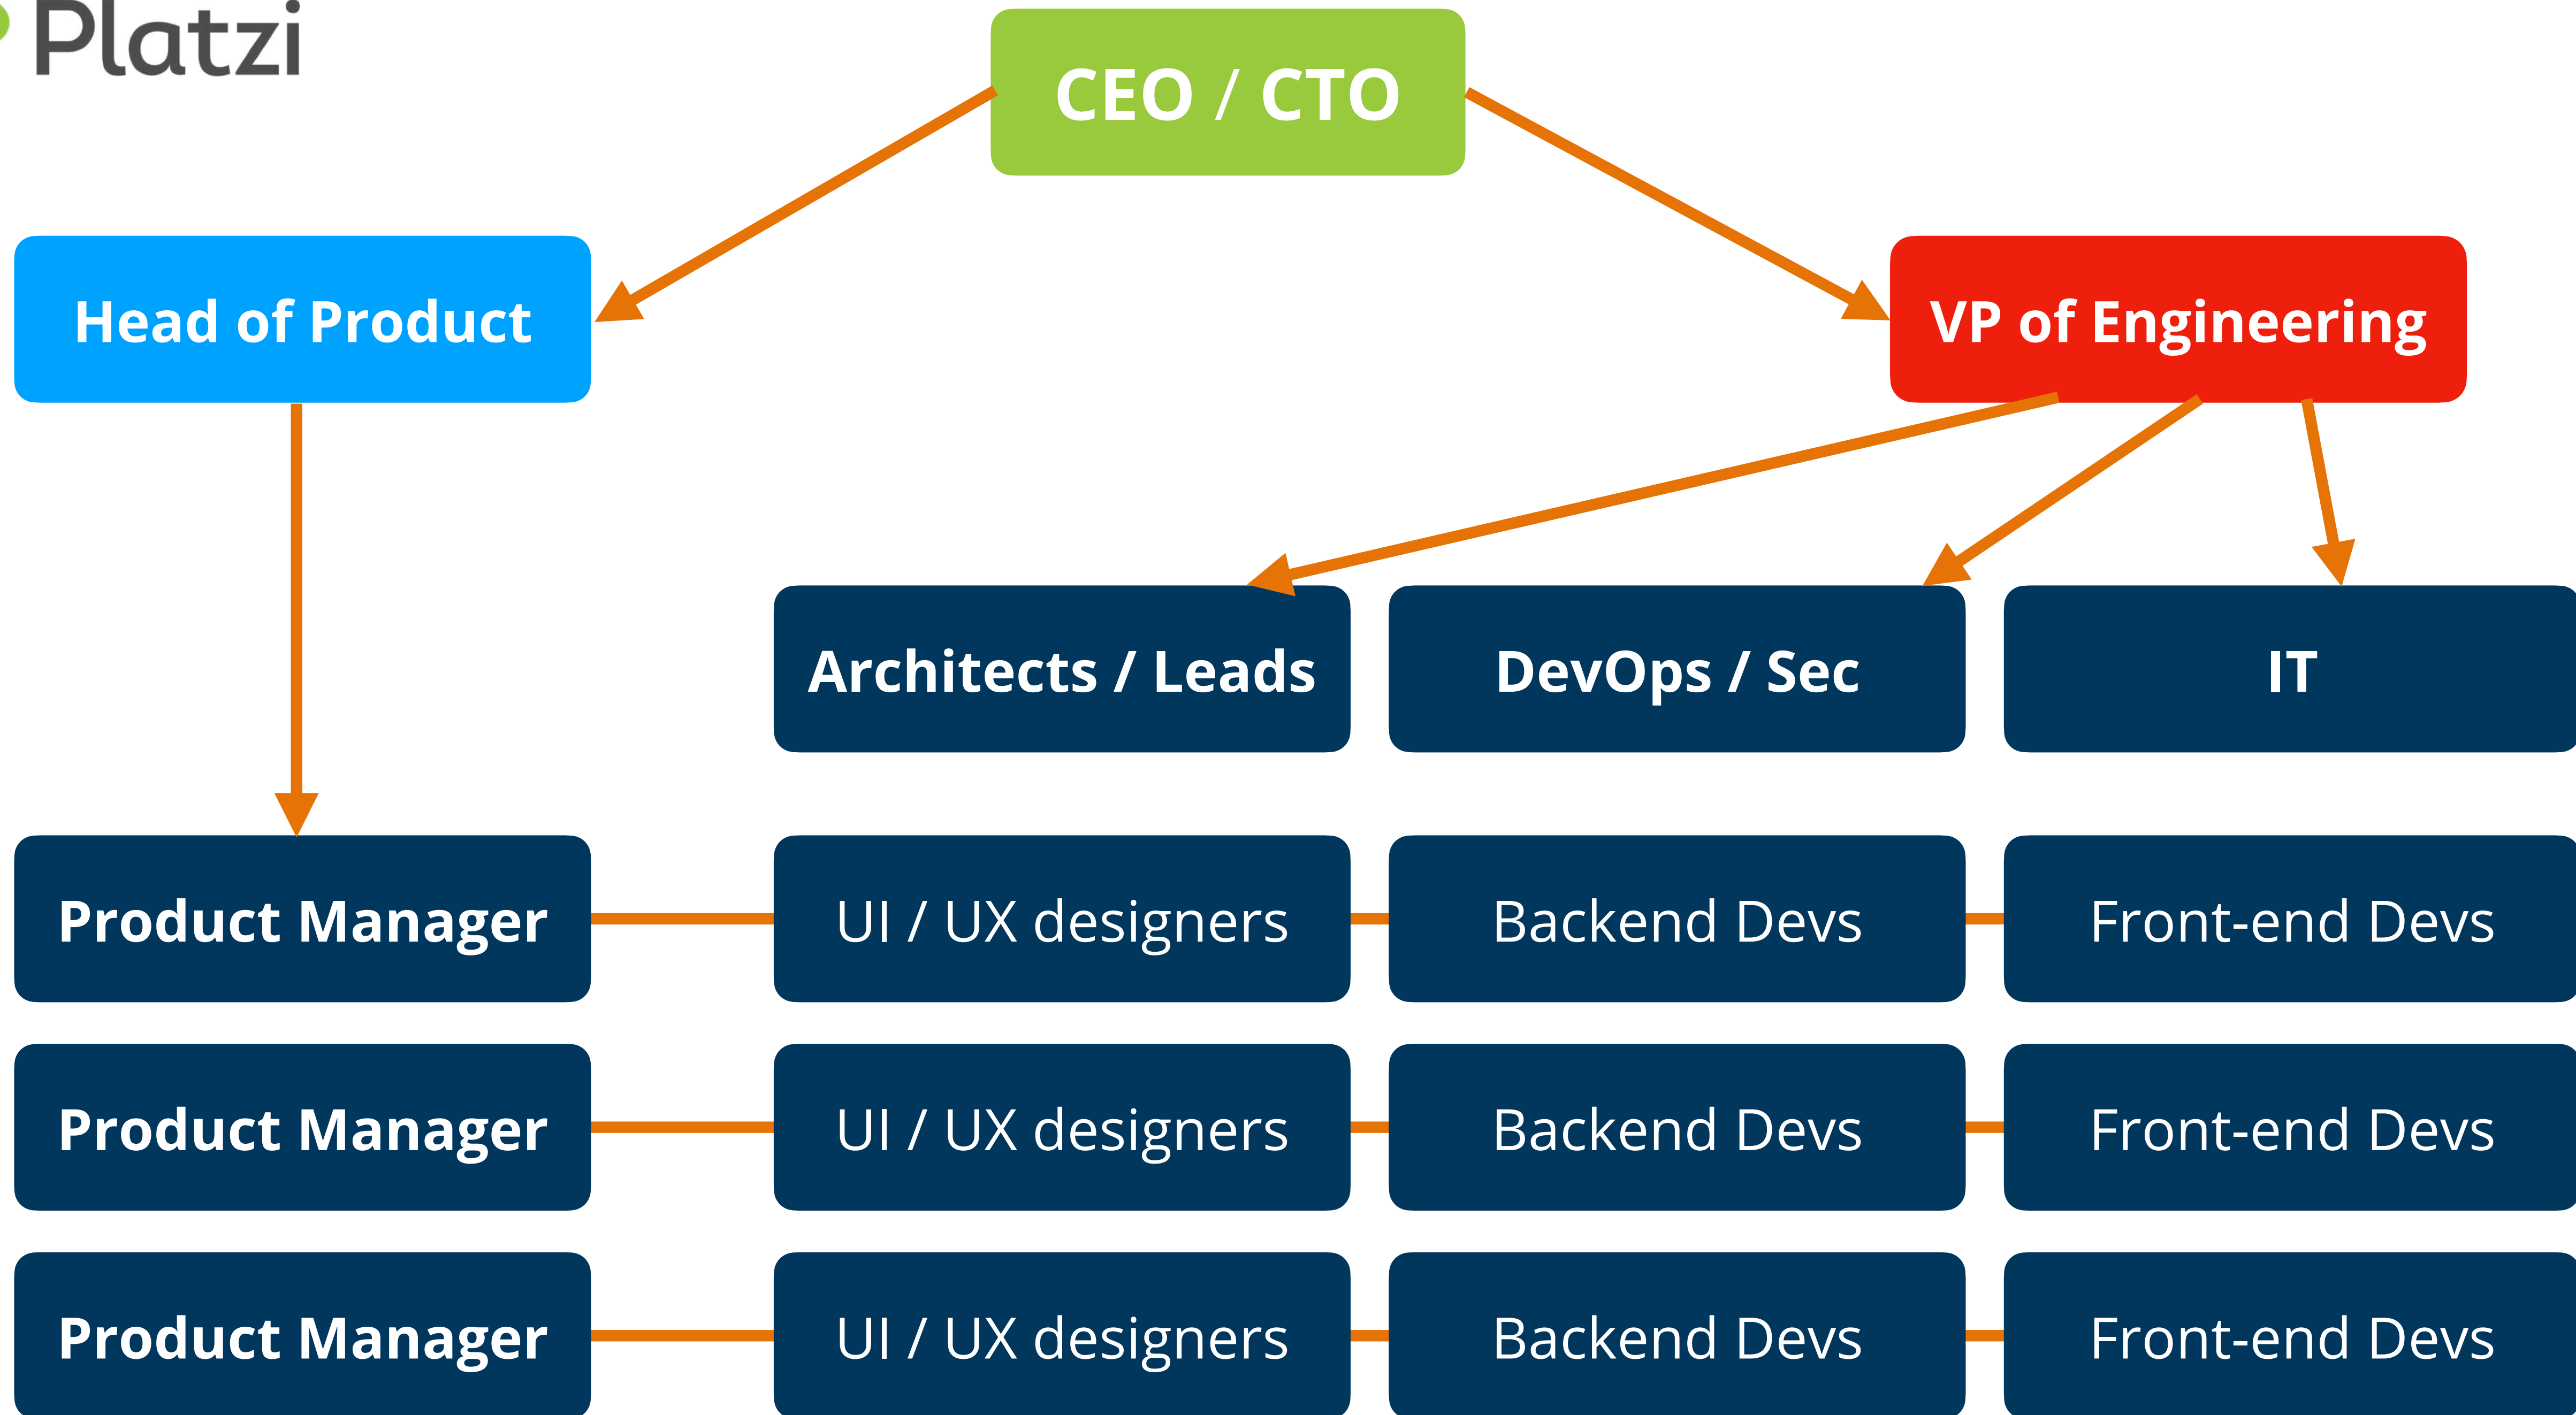 Platzi
CEO / CTO
Head of Product
VP of Engineering
Architects / Leads
DevOps / Sec
IT
Product Manager
UI / UX designers
Backend Devs
Front-end Devs
Product Manager
UI / UX designers
Backend Devs
Front-end Devs
Product Manager
UI / UX designers
Backend Devs
Front-end Devs